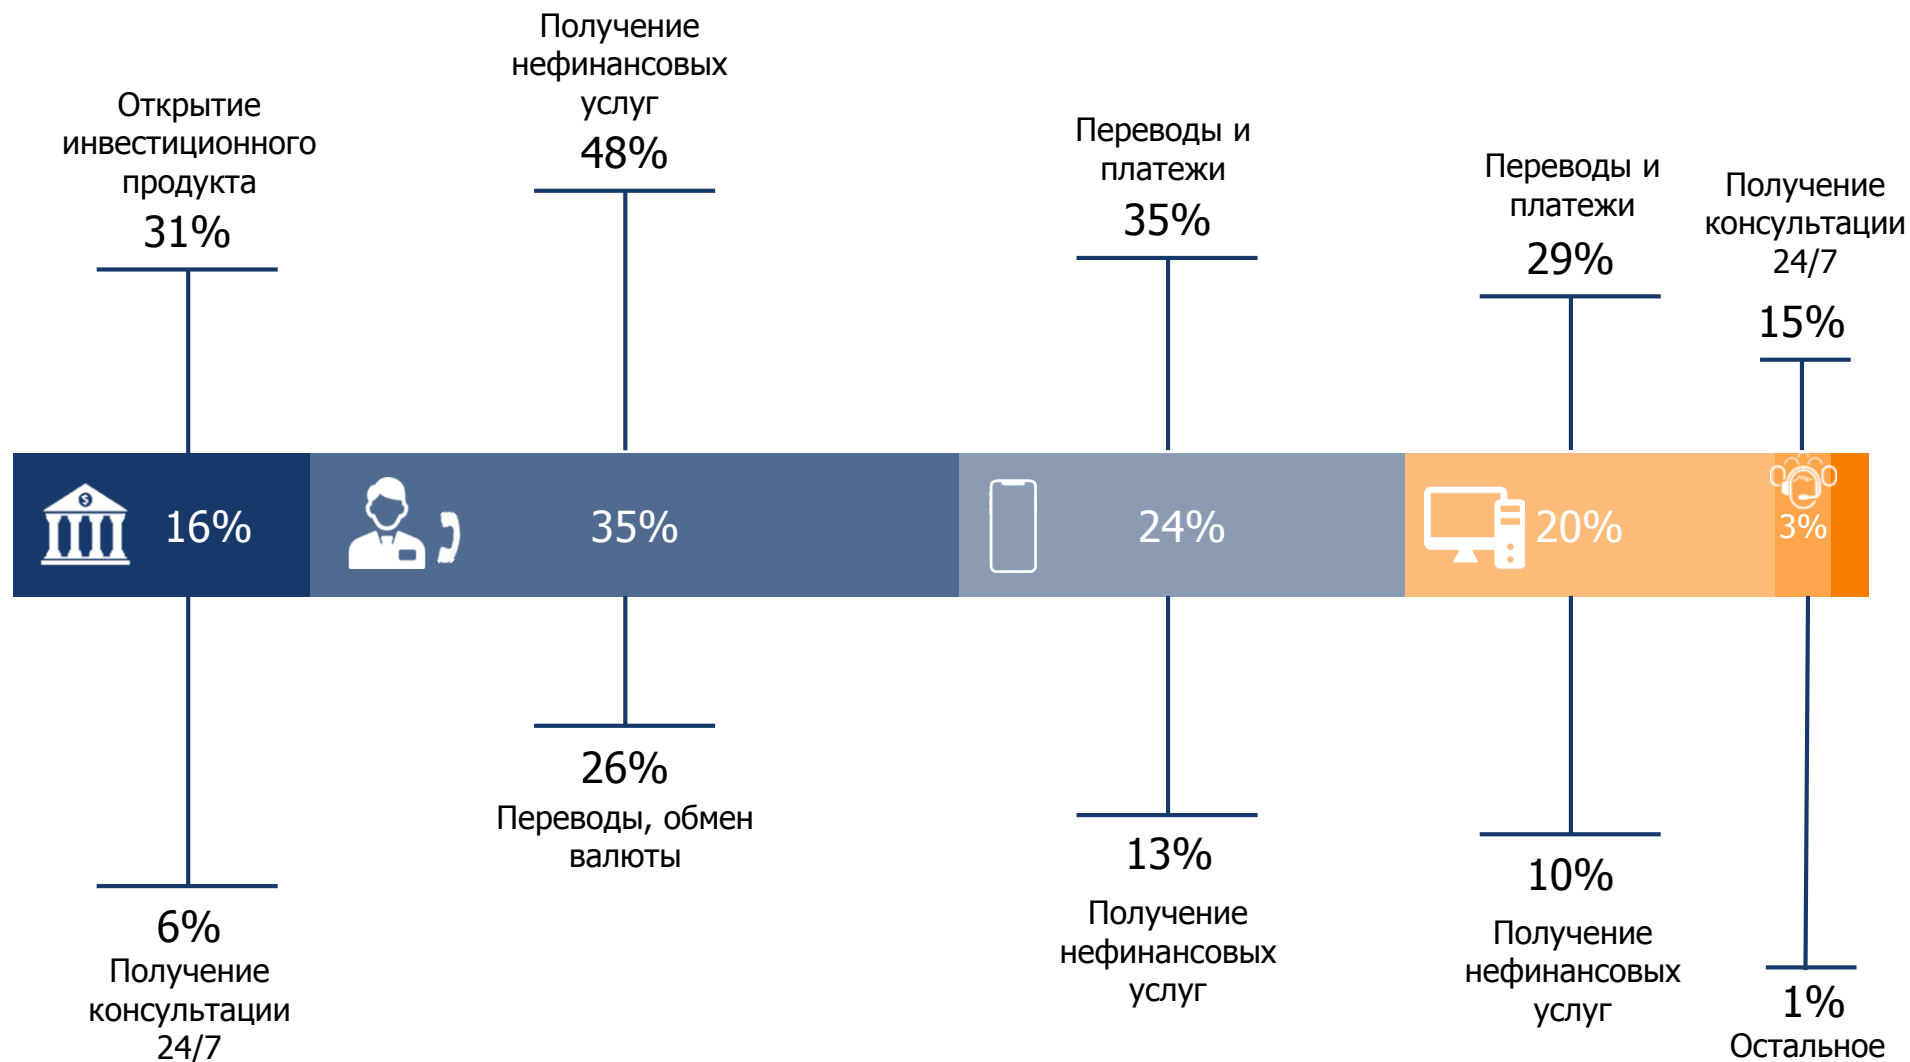 Открытие
инвестиционного
продукта
31%
Получение
нефинансовых
услуг
48%
Переводы и
платежи
35%
Переводы и
платежи
29%
Получение
консультации
24/7
15%
16%
35%
24%
20%
3%
6%
Получение
консультации
24/7
26%
Переводы, обмен
валюты
13%
Получение
нефинансовых
услуг
10%
Получение
нефинансовых
услуг
1%
Остальное